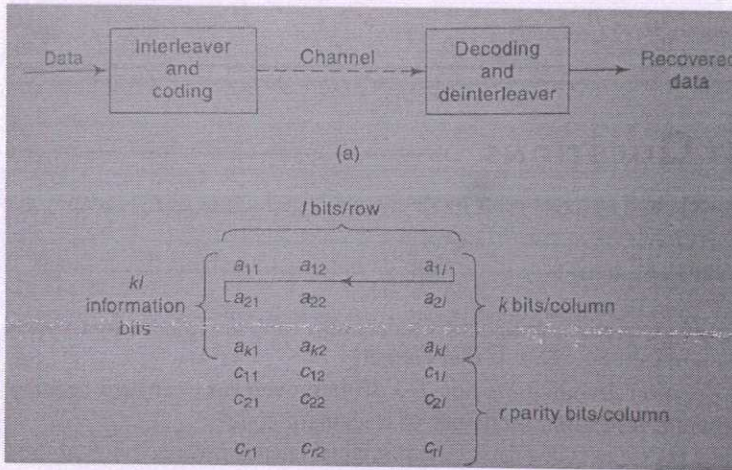 Data
Interleaver
and
coding
Channel
Decoding
and
deinterleaver
Recovered
data
(a)
l bits/row
kl
information
bits
a11 a12 a1l
a21 a22 a2l
ak1 ak2 akl
k bits/column
c11 c12 c1l
c21 c22 c2l
cr1 cr2 crl
r parity bits/column